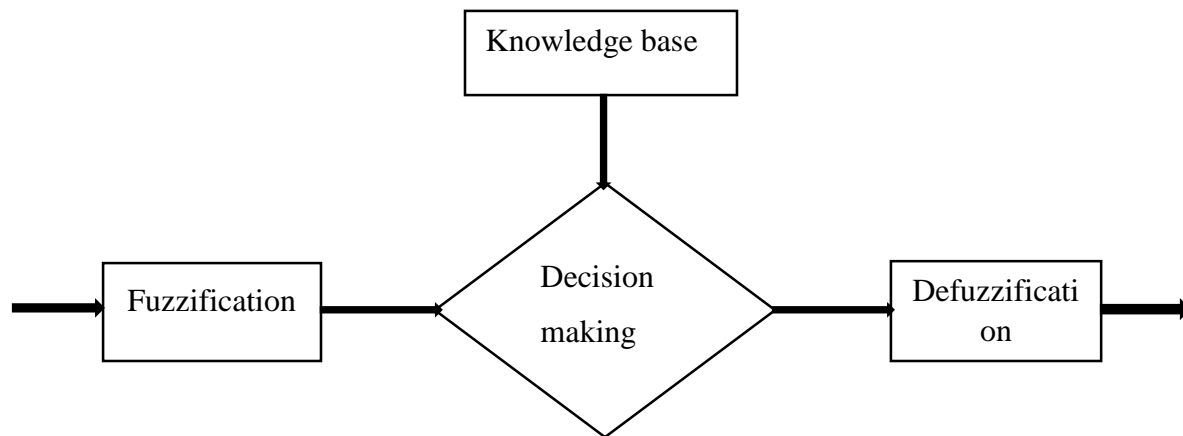 Knowledge base
Fuzzification
Decision
making
Defuzzificati
on